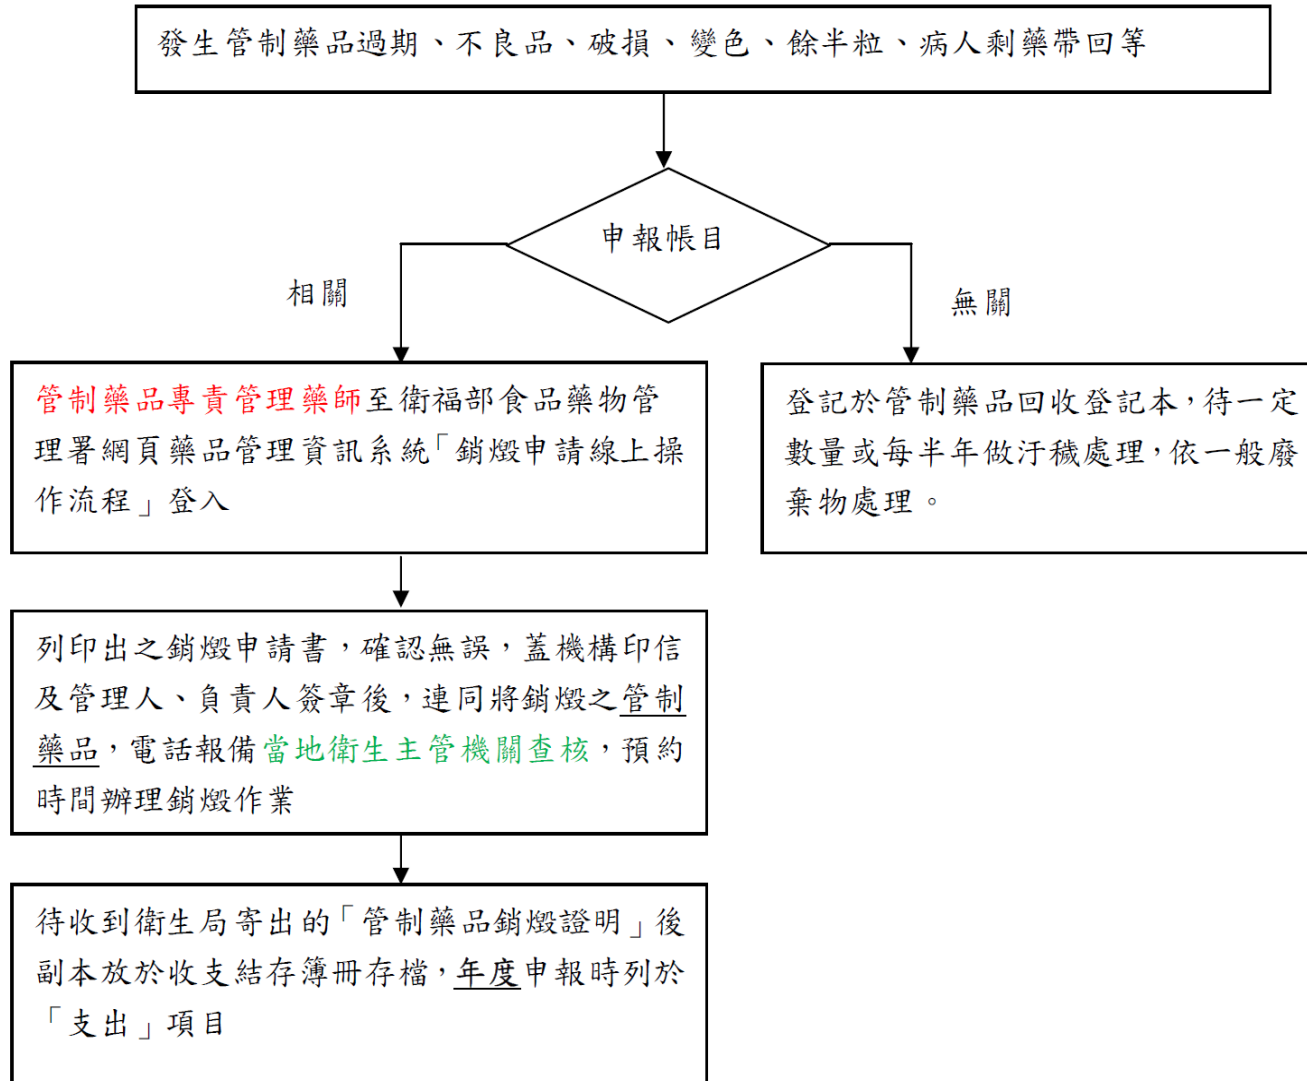 發生管制藥品過期、不良品、破損、變色、餘半粒、病人剩藥帶回等
申報帳目
相關
無關
管制藥品專責管理藥師至衛福部食品藥物管
理署網頁藥品管理資訊系統「銷燬申請線上操
作流程」登入
登記於管制藥品回收登記本，待一定
數量或每半年做汙穢處理，依一般廢
棄物處理。
列印出之銷燬申請書，確認無誤，蓋機構印信
及管理人、負責人簽章後，連同將銷燬之管制
藥品，電話報備當地衛生主管機關查核，預約
時間辦理銷燬作業
待收到衛生局寄出的「管制藥品銷燬證明」後
副本放於收支結存簿冊存檔，年度申報時列於
「支出」項目